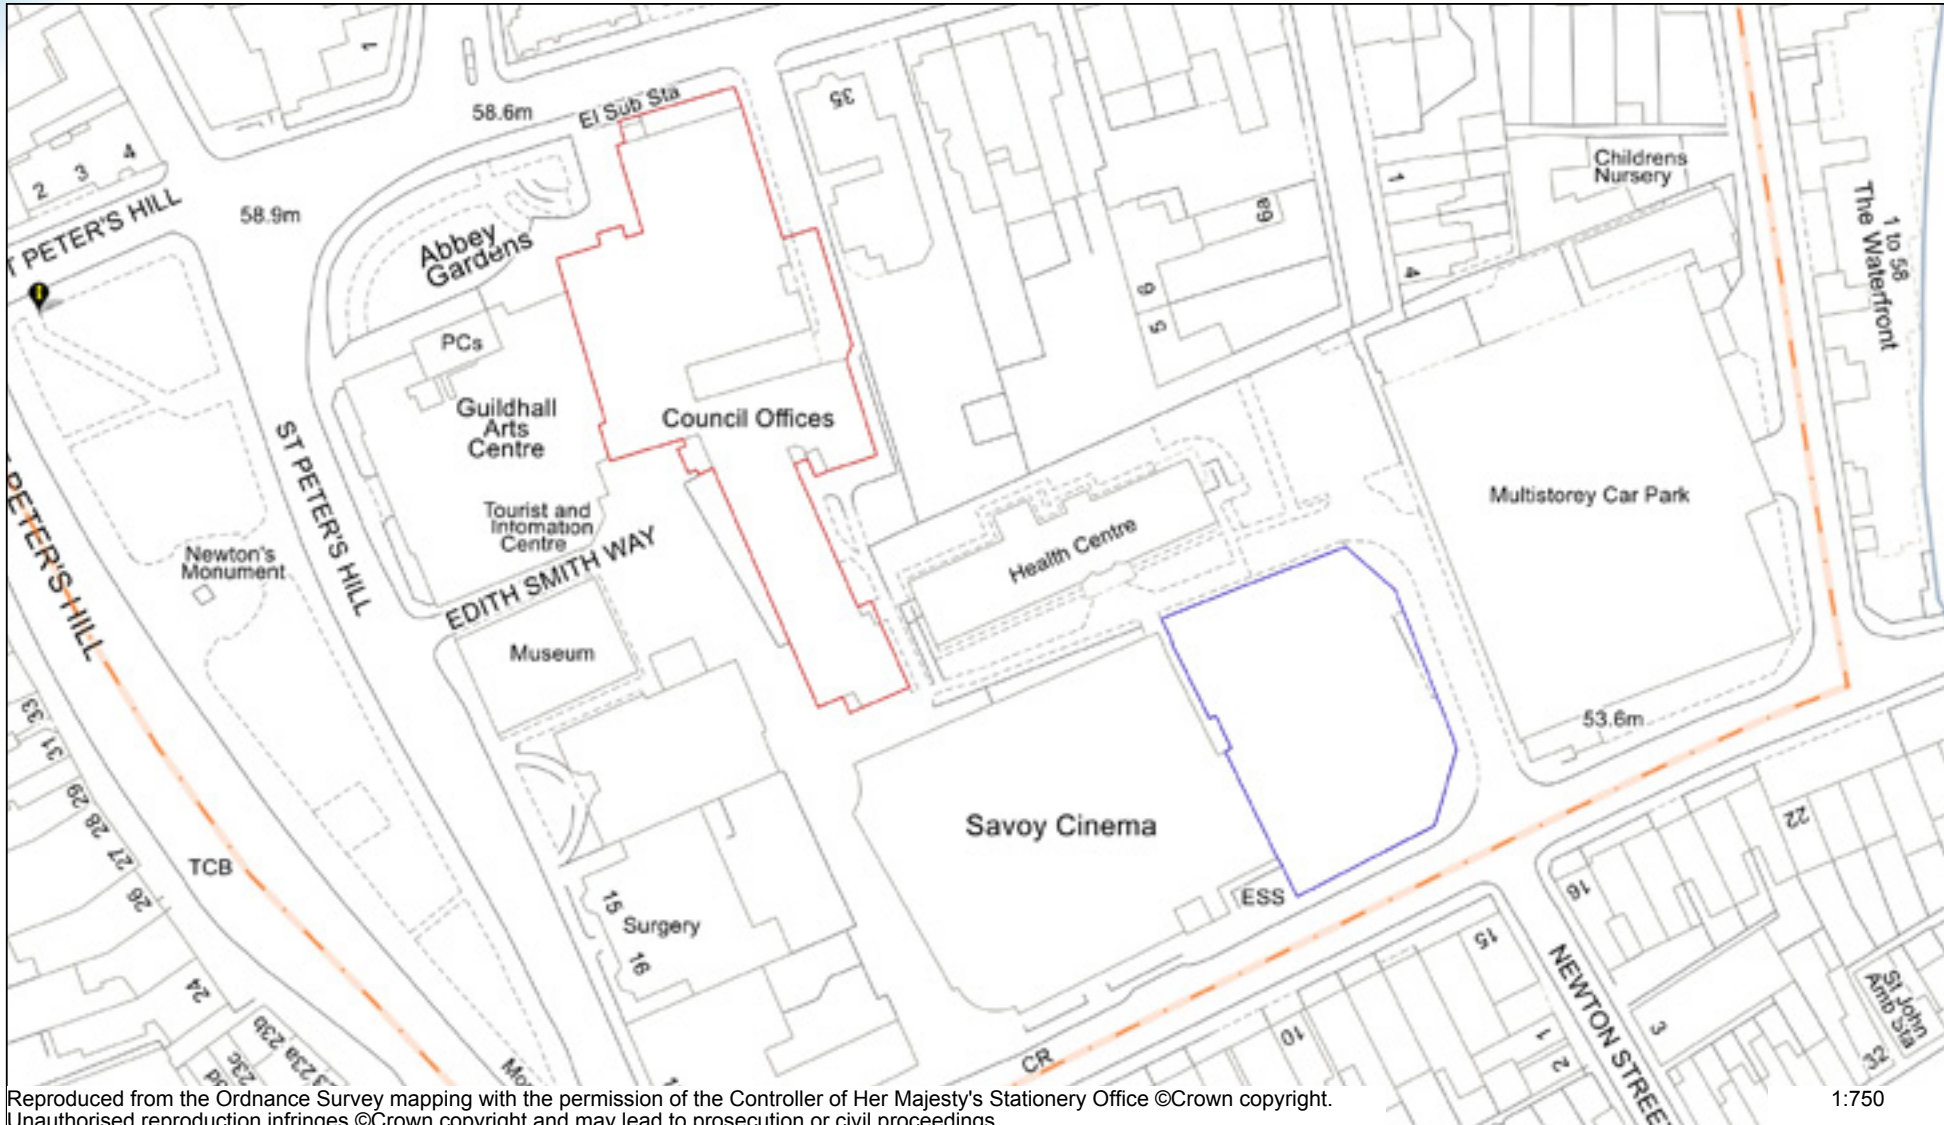 1
58.6m
El Sub Sta
35
2
3
4
T PETER'S HILL
58.9m
Abbey
Gardens
Childrens
Nursery
1
6a
4
6
5
1 to 58
The Waterfront
PCs
Guildhall
Arts
Centre
Council Offices
ST PETER'S HILL
PETER'S HILL
Tourist and
Intomation
Centre
EDITH SMITH WAY
Newton's
Monument
Health Centre
Multistorey Car Park
Museum
53.6m
33
31
29
28
27
26
24
TCB
Savoy Cinema
ESS
15
Surgery
16
22
16
15
NEWTON STREET
St John
Amb Sta
3
32
10
1
2
CR
23b
23a
23c
1
Reproduced from the Ordnance Survey mapping with the permission of the Controller of Her Majesty's Stationery Office ©Crown copyright.
1:750
Unauthorised reproduction infringes ©Crown copyright and may lead to prosecution or civil proceedings